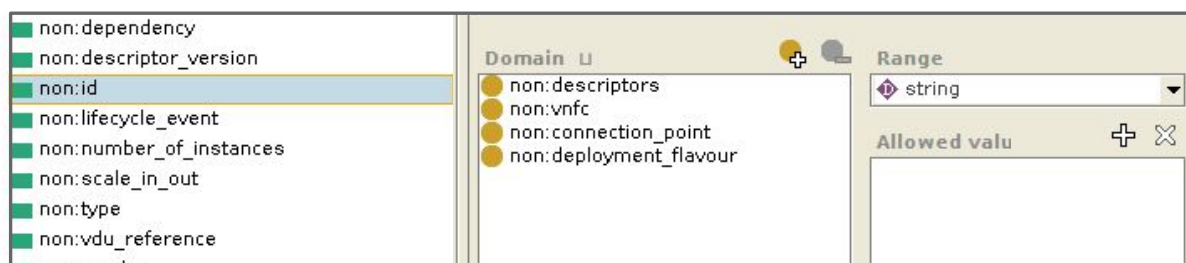 non:dependency
non:descriptor_version
non:id
non:lifecycle_event
non:number_of_instances
non:scale_in_out
non:type
non:vdu_reference
Domain ⊔
non:descriptors
non:vnfc
non:connection_point
non:deployment_flavour
Range
string
Allowed valu